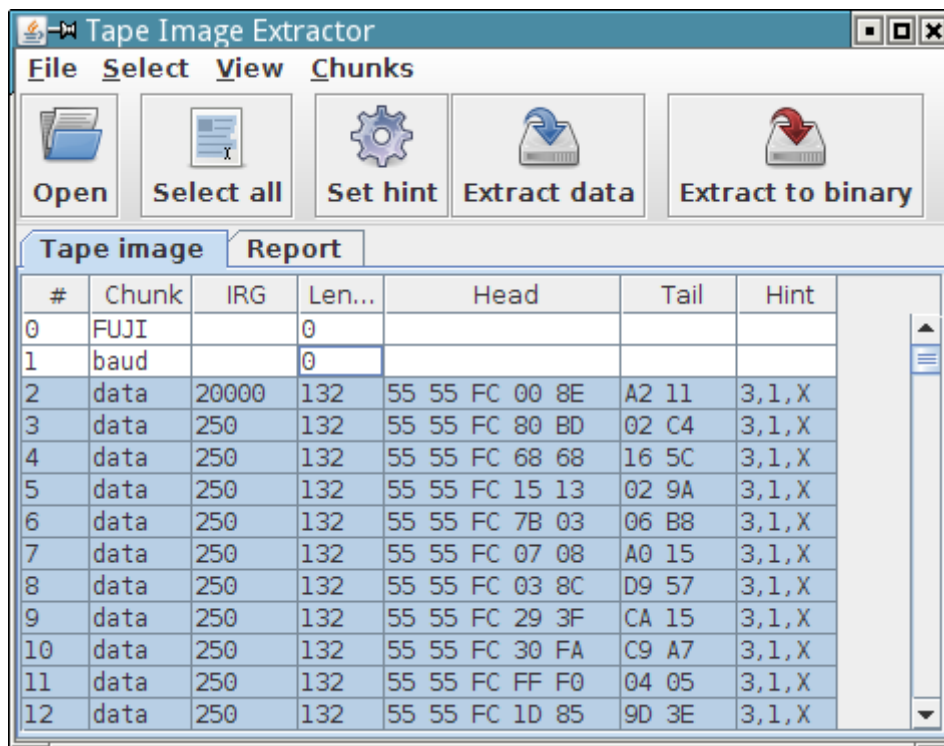 Tape Image Extractor
File Select View Chunks
Open Select all Set hint Extract data Extract to binary
Tape image Report
# Chunk IRG Len... Head Tail Hint
0 FUJI 0
1 baud 0
2 data 20000 132 55 55 FC 00 8E A2 11 3,1,X
3 data 250 132 55 55 FC 80 BD 02 C4 3,1,X
4 data 250 132 55 55 FC 68 68 16 5C 3,1,X
5 data 250 132 55 55 FC 15 13 02 9A 3,1,X
6 data 250 132 55 55 FC 7B 03 06 B8 3,1,X
7 data 250 132 55 55 FC 07 08 A0 15 3,1,X
8 data 250 132 55 55 FC 03 8C D9 57 3,1,X
9 data 250 132 55 55 FC 29 3F CA 15 3,1,X
10 data 250 132 55 55 FC 30 FA C9 A7 3,1,X
11 data 250 132 55 55 FC FF F0 04 05 3,1,X
12 data 250 132 55 55 FC 1D 85 9D 3E 3,1,X